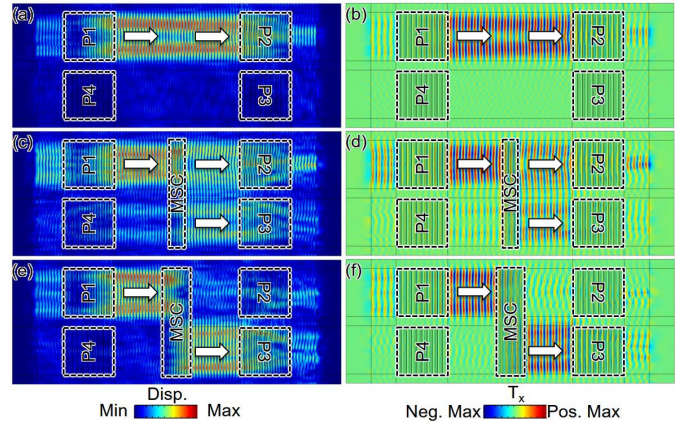 (a) P1 P2
P4 P3
(b) P1 P2
P4 P3
(c) P1 MSC P2
P4 P3
(d) P1 MSC P2
P4 P3
(e) P1 MSC P2
P4 P3
(f) P1 MSC P2
P4 P3
Disp.
Min Max
Tx
Neg. Max Pos. Max